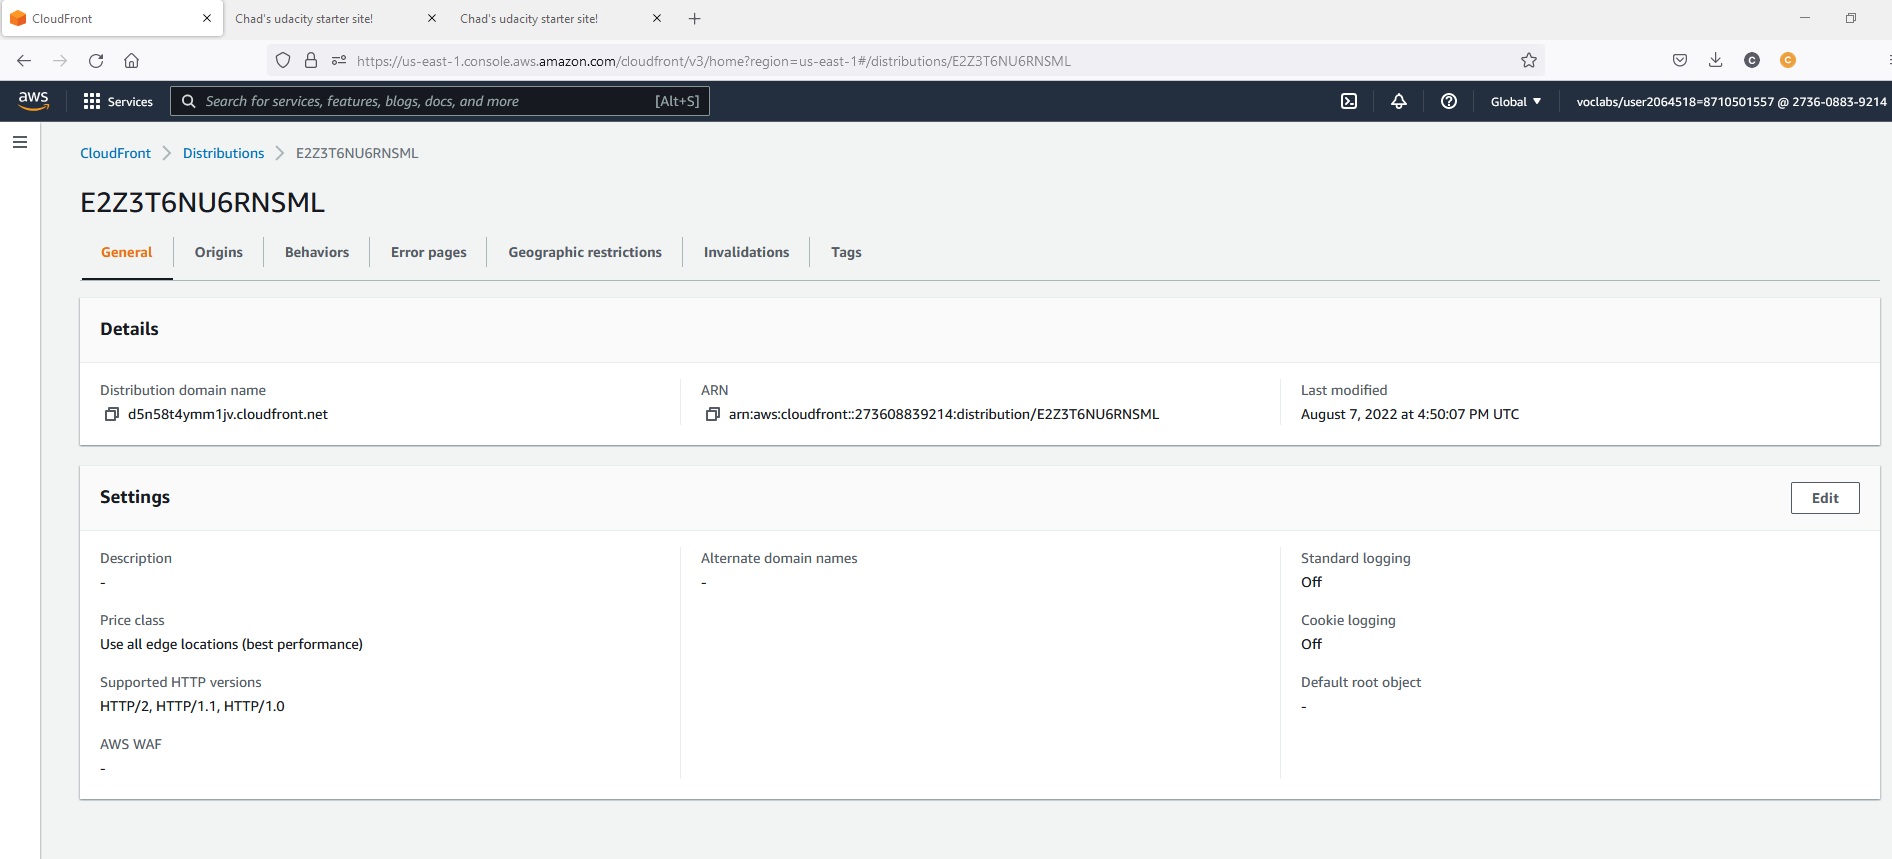 CloudFront
Chad's udacity starter site!
Chad's udacity starter site!
https://us-east-1.console.aws.amazon.com/cloudfront/v3/home?region=us-east-1#/distributions/E2Z3T6NU6RNSML
C
C
aws
Services
Search for services, features, blogs, docs, and more
[Alt+S]
Global
voclabs/user2064518=8710501557 @ 2736-0883-9214
CloudFront
Distributions
E2Z3T6NU6RNSML
E2Z3T6NU6RNSML
General
Origins
Behaviors
Error pages
Geographic restrictions
Invalidations
Tags
Details
Distribution domain name
d5n58t4ymm1jv.cloudfront.net
ARN
arn:aws:cloudfront::273608839214:distribution/E2Z3T6NU6RNSML
Last modified
August 7, 2022 at 4:50:07 PM UTC
Settings
Edit
Description
-
Price class
Use all edge locations (best performance)
Supported HTTP versions
HTTP/2, HTTP/1.1, HTTP/1.0
AWS WAF
-
Alternate domain names
-
Standard logging
Off
Cookie logging
Off
Default root object
-